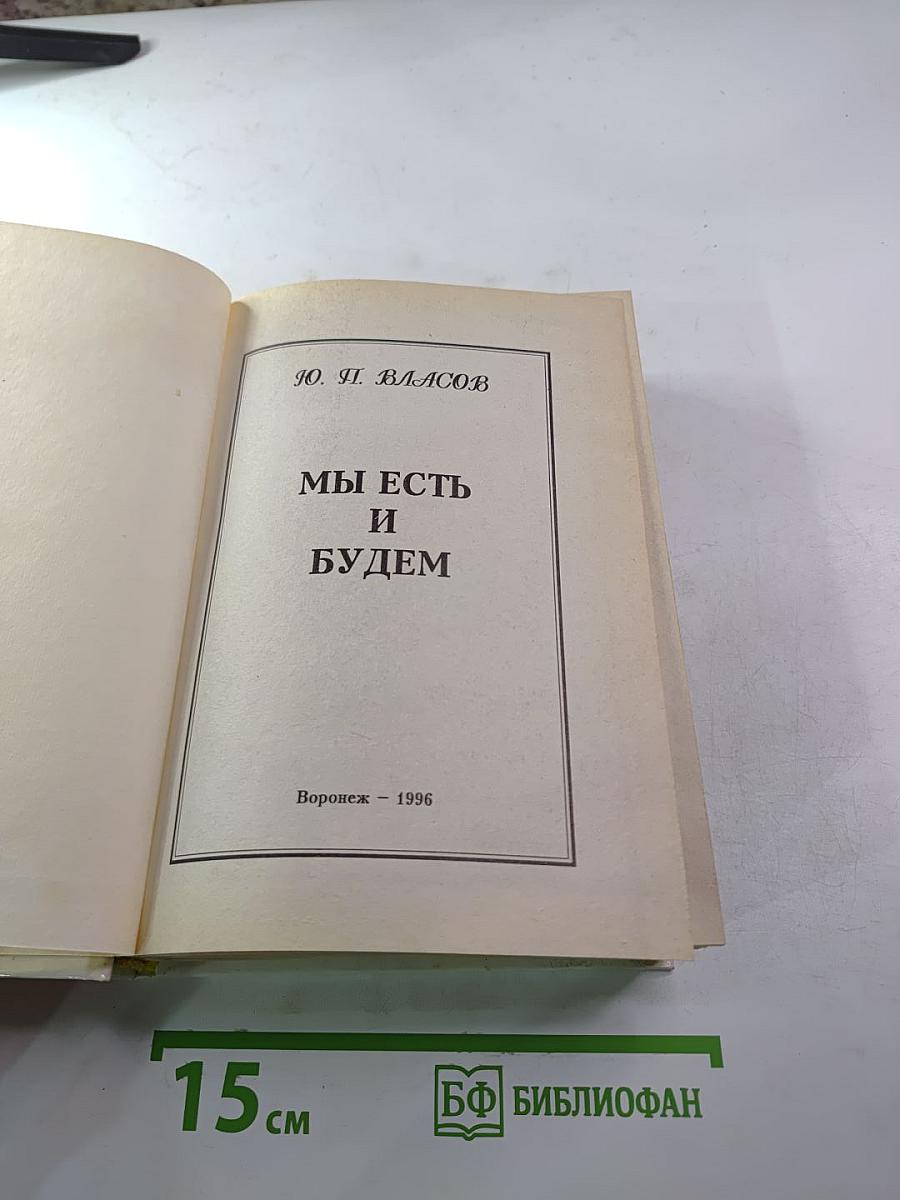 Ю. П. ВЛАСОВ
МЫ ЕСТЬ
И
БУДЕМ
Воронеж – 1996
15 см
БФ БИБЛИОФАН